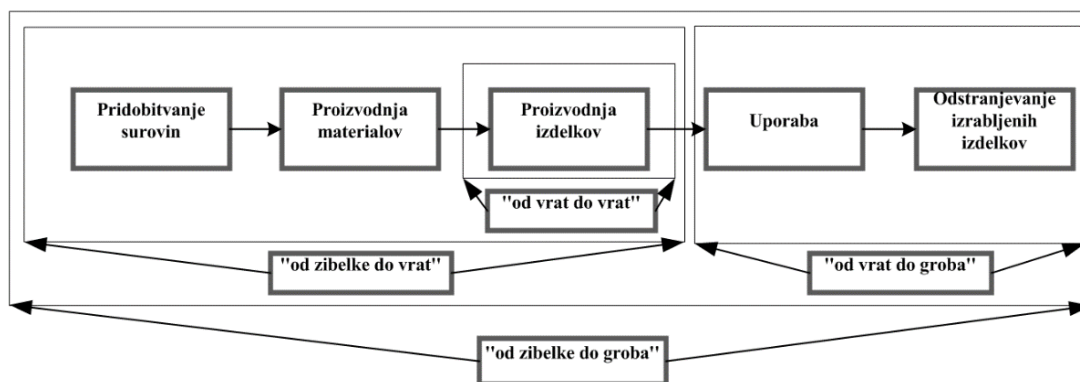 Pridobitvanje
surovin
Proizvodnja
materialov
Proizvodnja
izdelkov
Uporaba
Odstranjevanje
izrabljenih
izdelkov
"od vrat do vrat"
"od zibelke do vrat"
"od vrat do groba"
"od zibelke do groba"